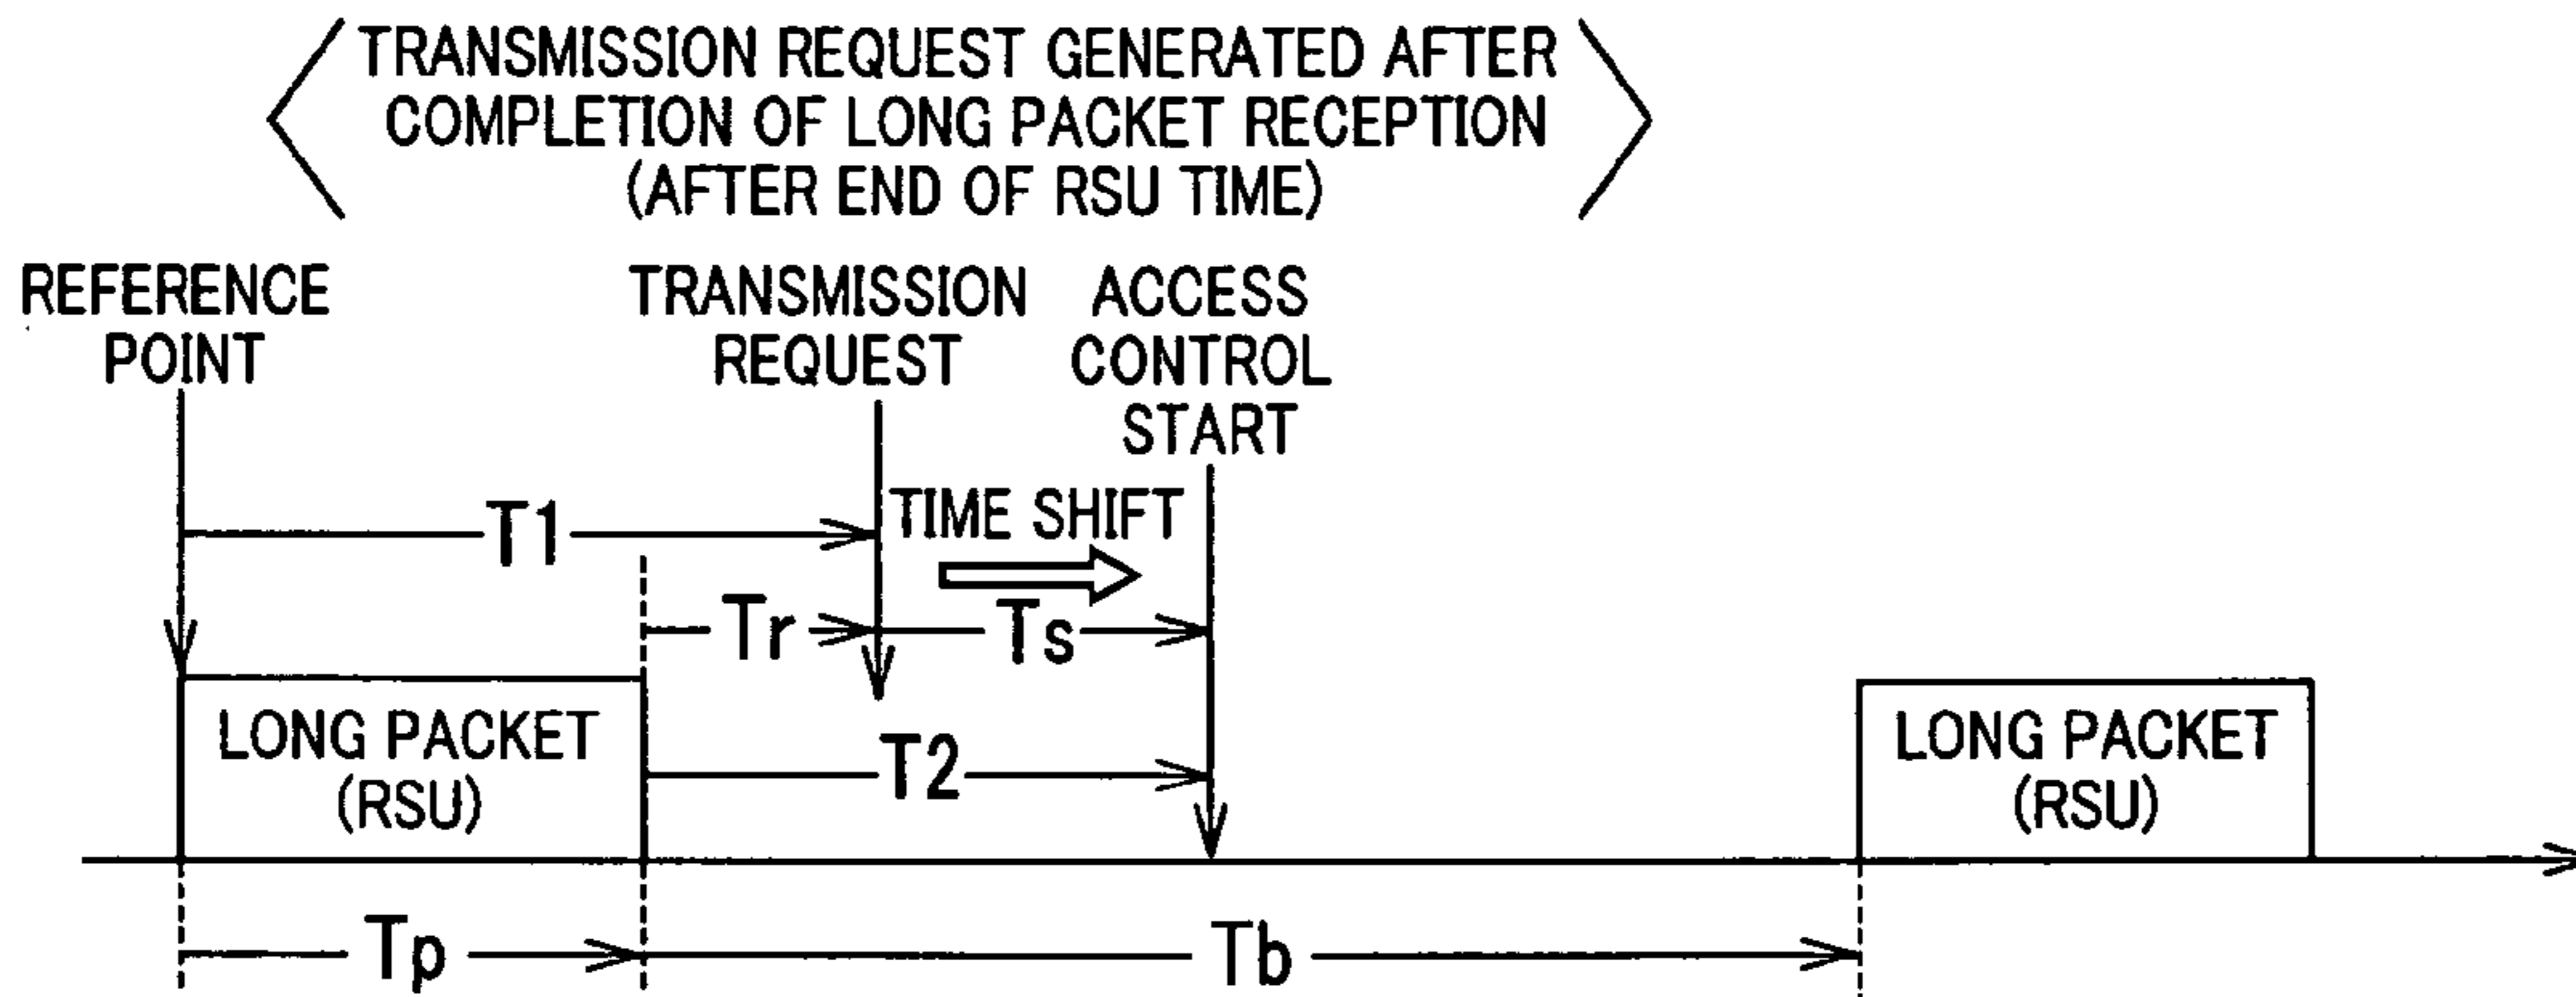 TRANSMISSION REQUEST GENERATED AFTER
COMPLETION OF LONG PACKET RECEPTION
(AFTER END OF RSU TIME)
REFERENCE
POINT
TRANSMISSION
REQUEST
ACCESS
CONTROL
START
T1
TIME SHIFT
Tr
Ts
LONG PACKET
(RSU)
T2
LONG PACKET
(RSU)
Tp
Tb